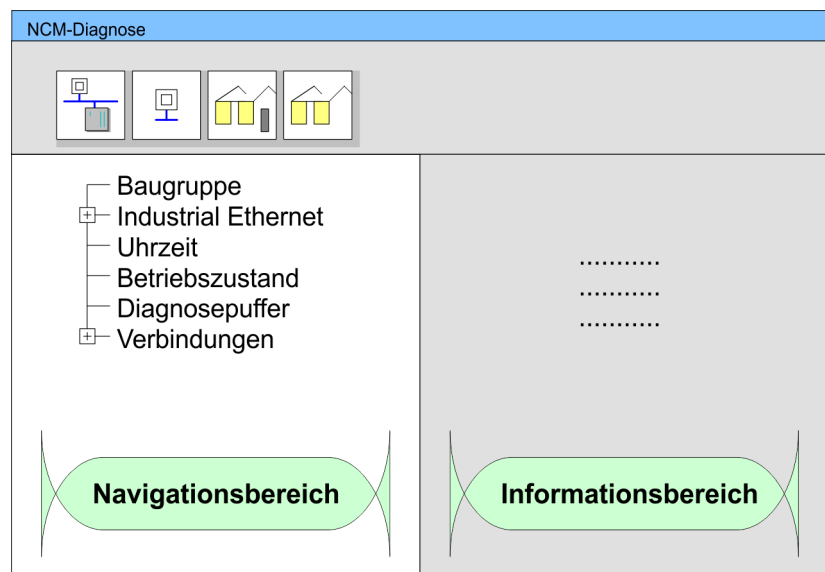 NCM-Diagnose
Baugruppe
Industrial Ethernet
Uhrzeit
Betriebszustand
Diagnosepuffer
Verbindungen
...........
...........
...........
Navigationsbereich
Informationsbereich